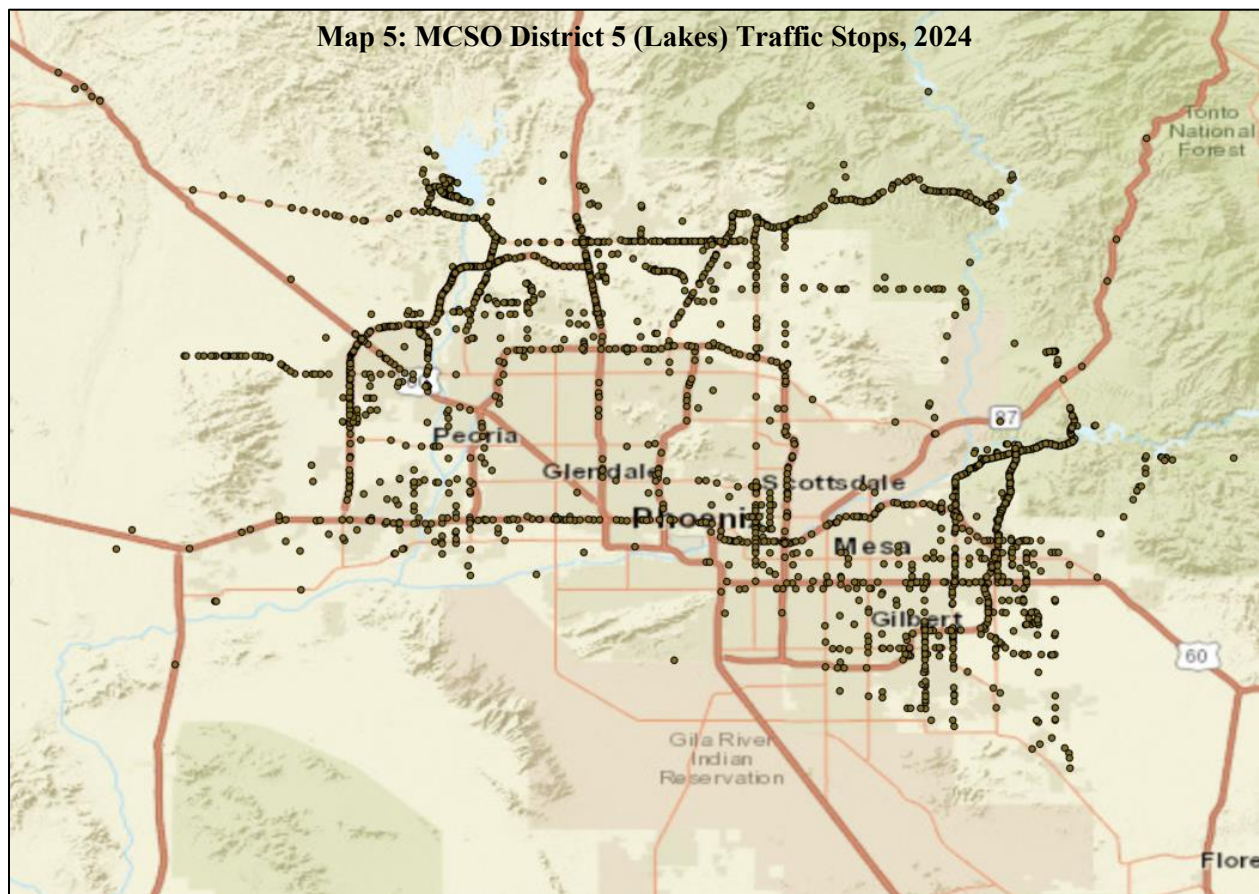 Map 5: MCSO District 5 (Lakes) Traffic Stops, 2024
Tonto
National
Forest
87
Peoria
Glendale
Scottsdale
Phoeni
Mesa
Gilbert
60
Gila River
Indian
Reservation
Flore